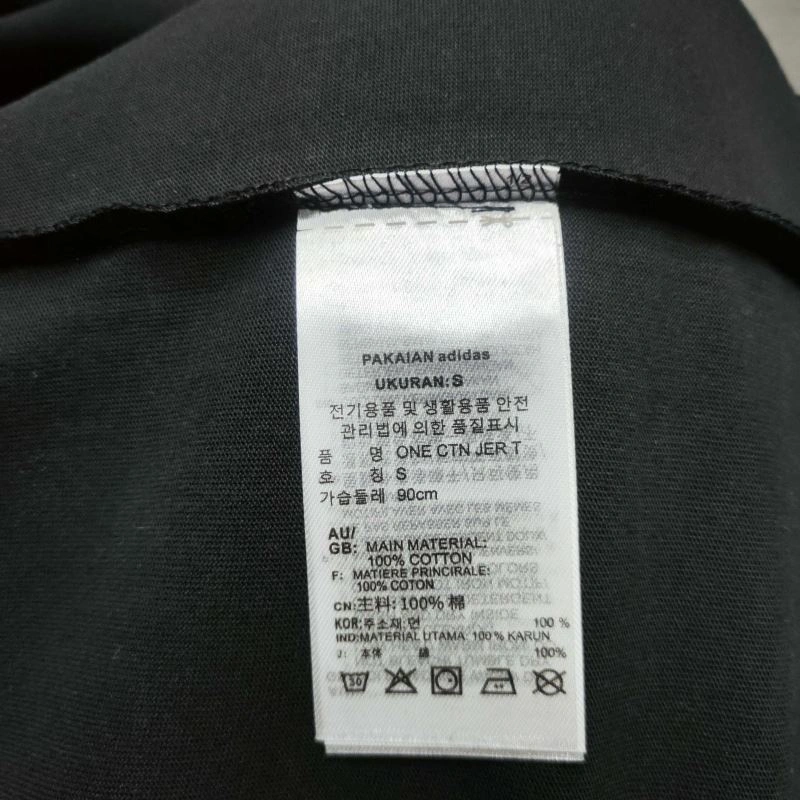 PAKAIAN adidas
UKURAN: S
전기용품 및 생활용품 안전
관리법에 의한 품질표시
품 명 ONE CTN JER T
호 칭 S
가슴둘레 90cm
AU/
GB: MAIN MATERIAL:
100% COTTON
F: MATIERE PRINCIRALE:
100% COTON
CN:主料: 100% 棉
KOR:주소재:면 100 %
IND:MATERIAL UTAMA: 100 % KARUN
J: 本体 綿 100%
30